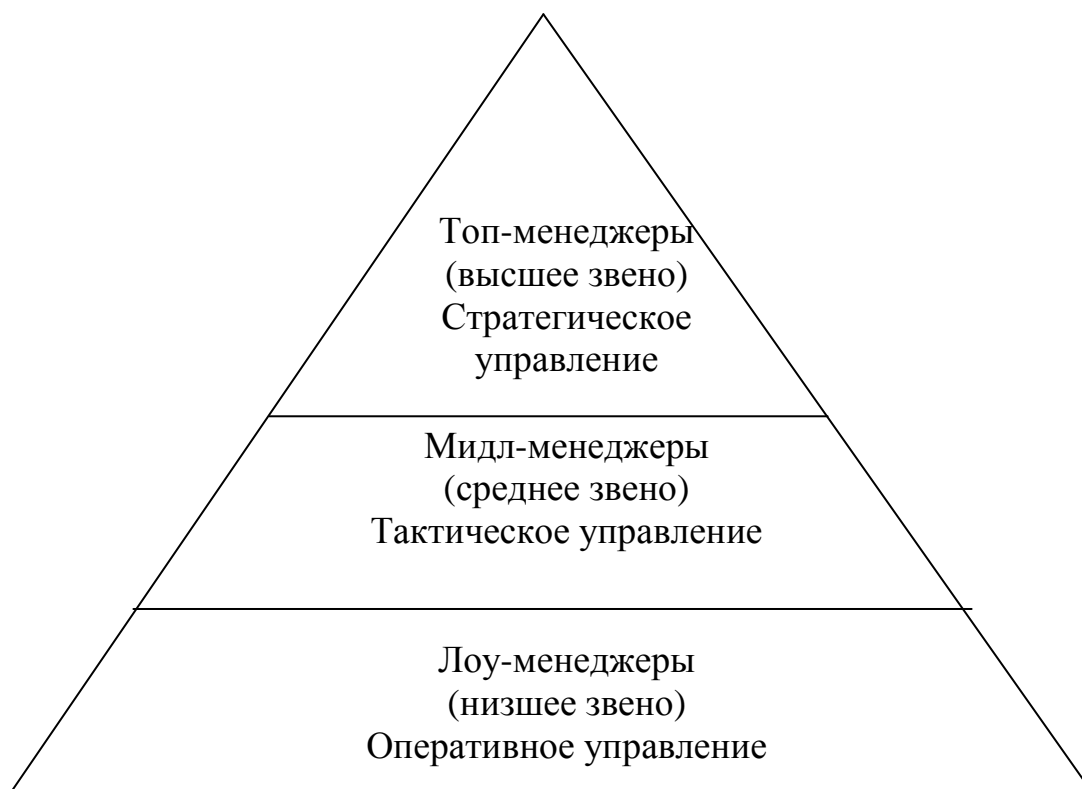 Топ-менеджеры
(высшее звено)
Стратегическое
управление
Мидл-менеджеры
(среднее звено)
Тактическое управление
Лоу-менеджеры
(низшее звено)
Оперативное управление